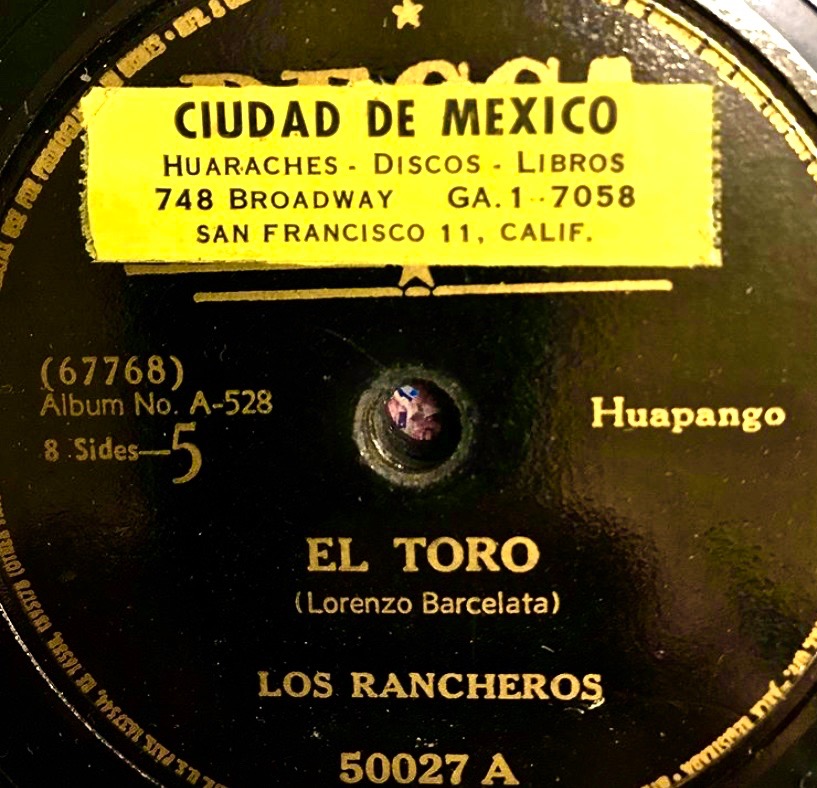 DECCA
CIUDAD DE MEXICO
HUARACHES - DISCOS - LIBROS
748 BROADWAY GA. 1-7058
SAN FRANCISCO 11, CALIF.
(67768)
Album No. A-528
8 Sides—5
Huapango
EL TORO
(Lorenzo Barcelata)
LOS RANCHEROS
50027 A